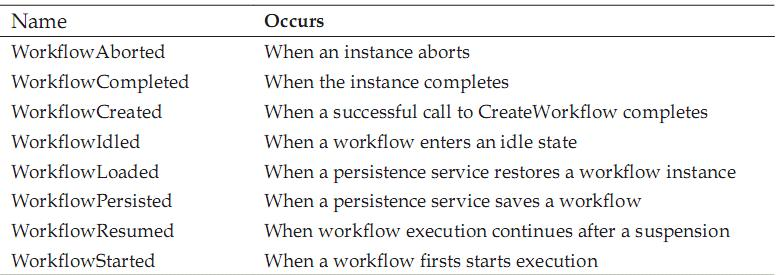 Name Occurs
WorkflowAborted When an instance aborts
WorkflowCompleted When the instance completes
WorkflowCreated When a successful call to CreateWorkflow completes
WorkflowIdled When a workflow enters an idle state
WorkflowLoaded When a persistence service restores a workflow instance
WorkflowPersisted When a persistence service saves a workflow
WorkflowResumed When workflow execution continues after a suspension
WorkflowStarted When a workflow firsts starts execution